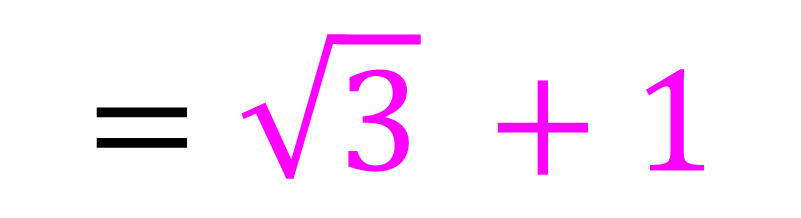 = √3 + 1